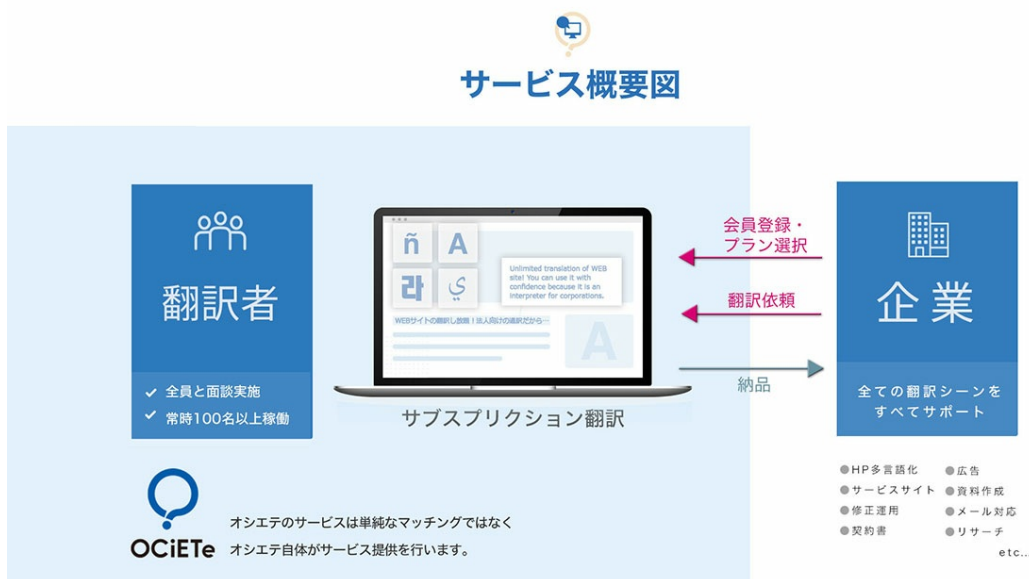 サービス概要図
翻訳者
全員と面談実施
常時100名以上稼働
ñ
A
라
ي
Unlimited translation of WEB
site! You can use it with
confidence because it is an
interpreter for corporations.
WEBサイトの翻訳し放題！法人向けの通訳だから
A
サブスプリクション翻訳
会員登録・
プラン選択
翻訳依頼
納品
企業
全ての翻訳シーンを
すべてサポート
●HP多言語化
●サービスサイト
●修正運用
●契約書
●広告
●資料作成
●メール対応
●リサーチ
etc...
OCiETe
オシエテのサービスは単純なマッチングではなく
オシエテ自体がサービス提供を行います。